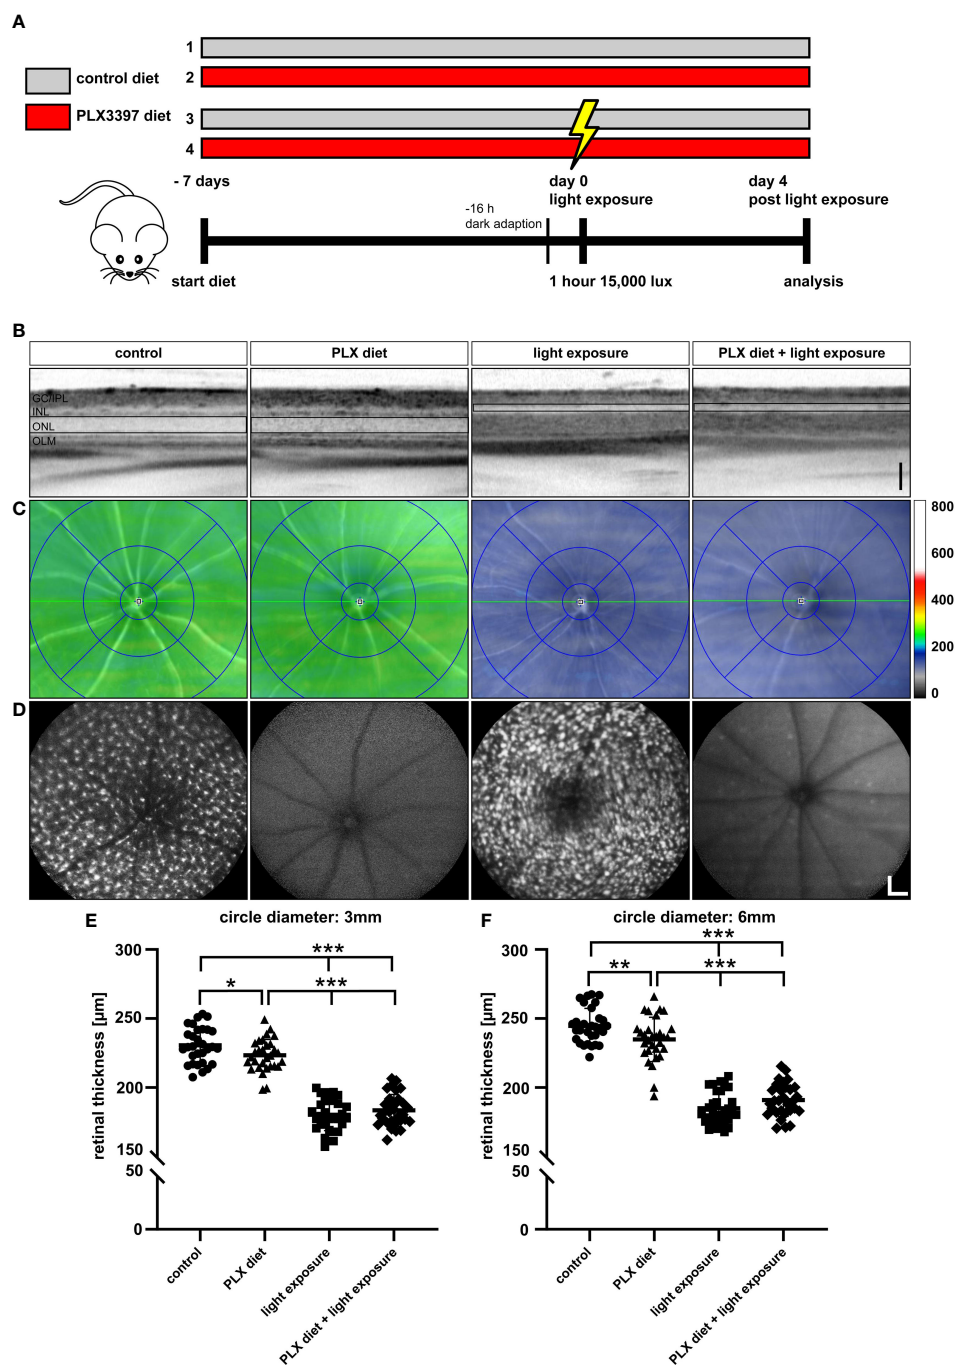 A
control diet
PLX3397 diet
1
2
3
4
- 7 days
day 0
light exposure
day 4
post light exposure
-16 h
dark adaption
start diet
1 hour 15,000 lux
analysis
B
control
PLX diet
light exposure
PLX diet + light exposure
GC/IPL
INL
ONL
OLM
C
800
600
400
200
0
D
E
circle diameter: 3mm
***
*
***
retinal thickness [µm]
300
250
200
150
50
0
control
PLX diet
light exposure
PLX diet + light exposure
F
circle diameter: 6mm
***
**
***
retinal thickness [µm]
300
250
200
150
50
0
control
PLX diet
light exposure
PLX diet + light exposure